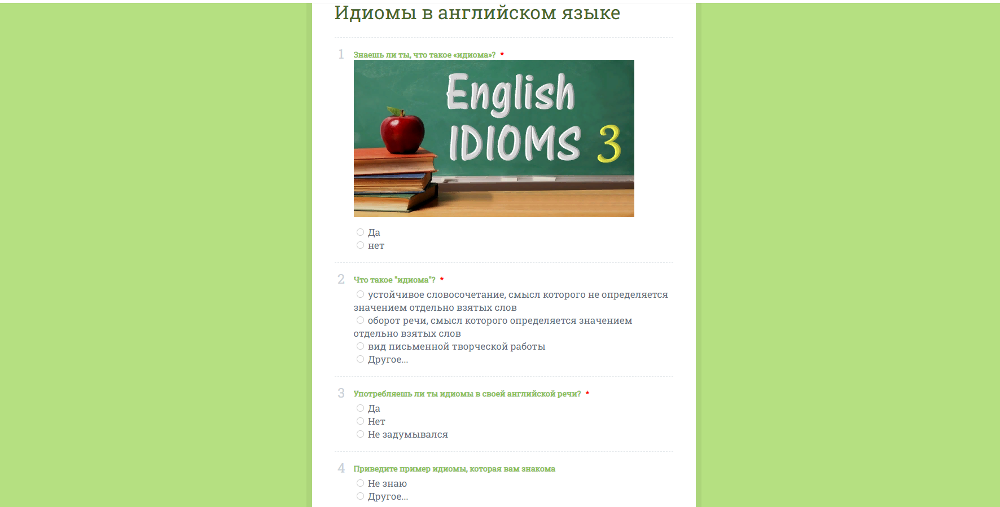 Идиомы в английском языке
1 Знаешь ли ты, что такое «идиома»? *
English
IDIOMS 3
Да
нет
2 Что такое "идиома"? *
устойчивое словосочетание, смысл которого не определяется
значением отдельно взятых слов
оборот речи, смысл которого определяется значением
отдельно взятых слов
вид письменной творческой работы
Другое...
3 Употребляешь ли ты идиомы в своей английской речи? *
Да
Нет
Не задумывался
4 Приведите пример идиомы, которая вам знакома
Не знаю
Другое...